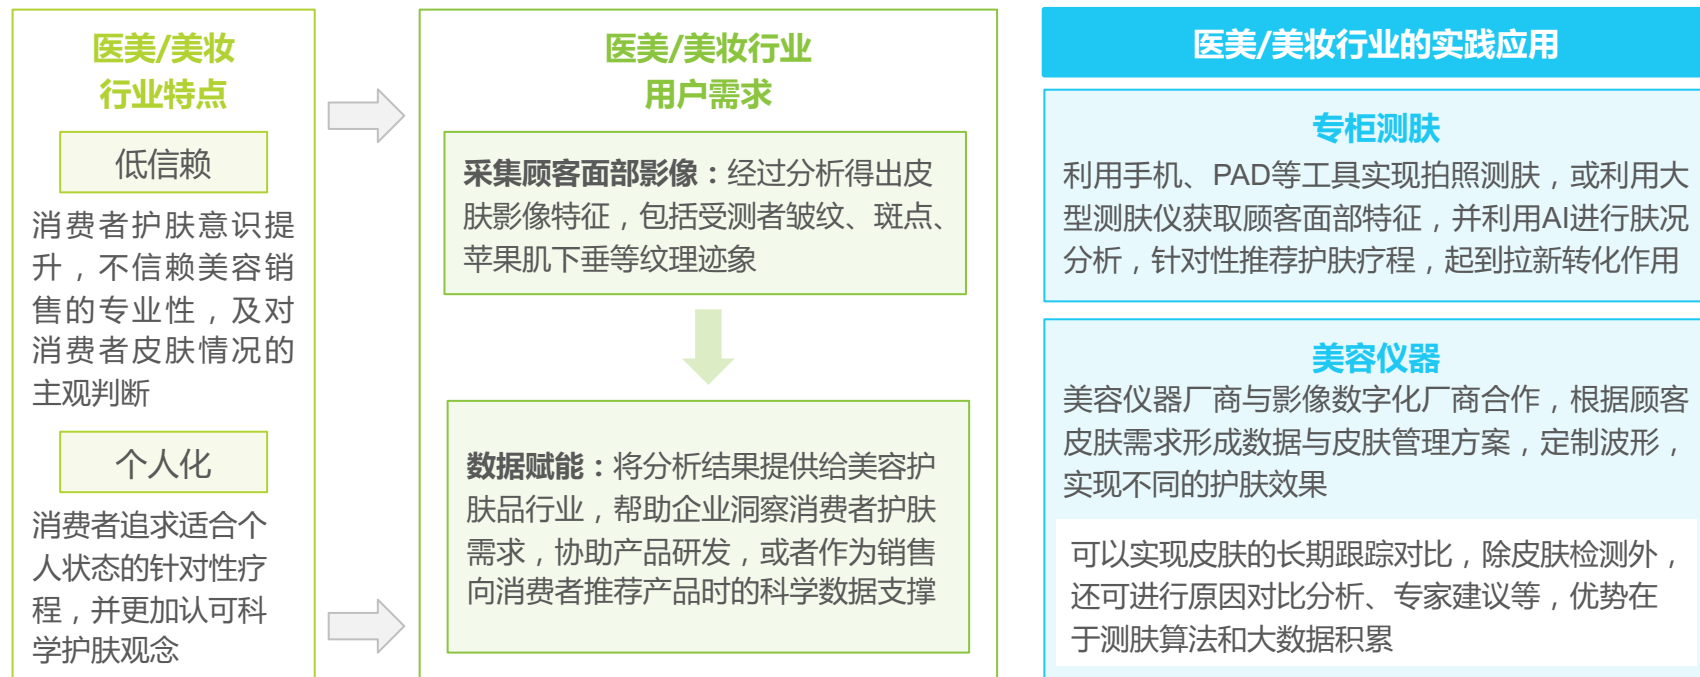 医美/美妆
行业特点
低信赖
消费者护肤意识提
升，不信赖美容销
售的专业性，及对
消费者皮肤情况的
主观判断
个人化
消费者追求适合个
人状态的针对性疗
程，并更加认可科
学护肤观念
医美/美妆行业
用户需求
采集顾客面部影像：经过分析得出皮
肤影像特征，包括受测者皱纹、斑点、
苹果肌下垂等纹理迹象
数据赋能：将分析结果提供给美容护
肤品行业，帮助企业洞察消费者护肤
需求，协助产品研发，或者作为销售
向消费者推荐产品时的科学数据支撑
医美/美妆行业的实践应用
专柜测肤
利用手机、PAD等工具实现拍照测肤，或利用大
型测肤仪获取顾客面部特征，并利用AI进行肤况
分析，针对性推荐护肤疗程，起到拉新转化作用
美容仪器
美容仪器厂商与影像数字化厂商合作，根据顾客
皮肤需求形成数据与皮肤管理方案，定制波形，
实现不同的护肤效果
可以实现皮肤的长期跟踪对比，除皮肤检测外，
还可进行原因对比分析、专家建议等，优势在
于测肤算法和大数据积累